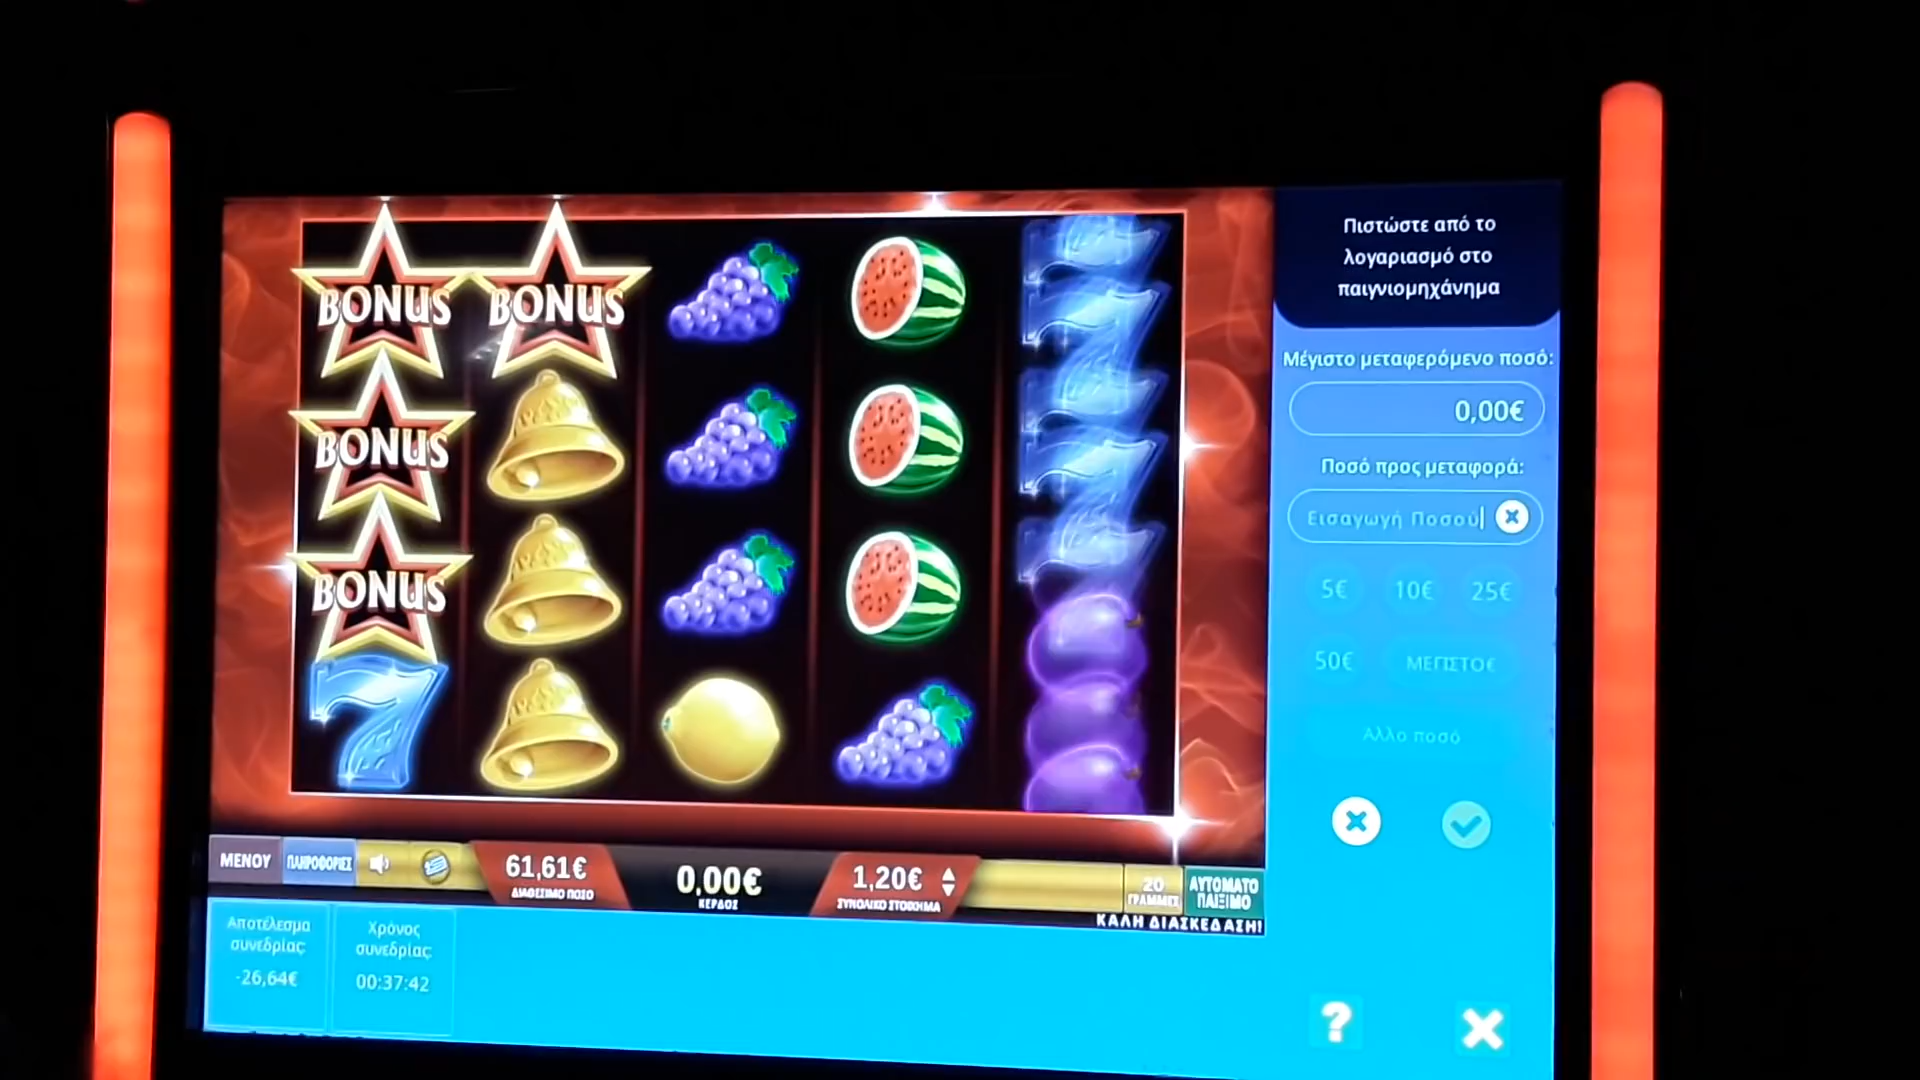 Πιστώστε από το
λογαριασμό στο
παιγνιομηχάνημα
Μέγιστο μεταφερόμενο ποσό:
0,00€
Ποσό προς μεταφορά:
Εισαγωγή Ποσού
5€ 10€ 25€
50€ ΜΕΓΙΣΤΟ€
Άλλο ποσό
BONUS BONUS
BONUS
BONUS
ΜΕΝΟΥ ΠΛΗΡΟΦΟΡΙΕΣ
61,61€
ΔΙΑΘΕΣΙΜΟ ΠΟΣΟ
0,00€
ΚΕΡΔΟΣ
1,20€
ΣΥΝΟΛΙΚΟ ΣΤΟΙΧΗΜΑ
20
ΓΡΑΜΜΕΣ
ΑΥΤΟΜΑΤΟ
ΠΑΙΞΙΜΟ
ΚΑΛΗ ΔΙΑΣΚΕΔΑΣΗ!
Αποτέλεσμα
συνεδρίας:
-26,64€
Χρόνος
συνεδρίας:
00:37:42
?